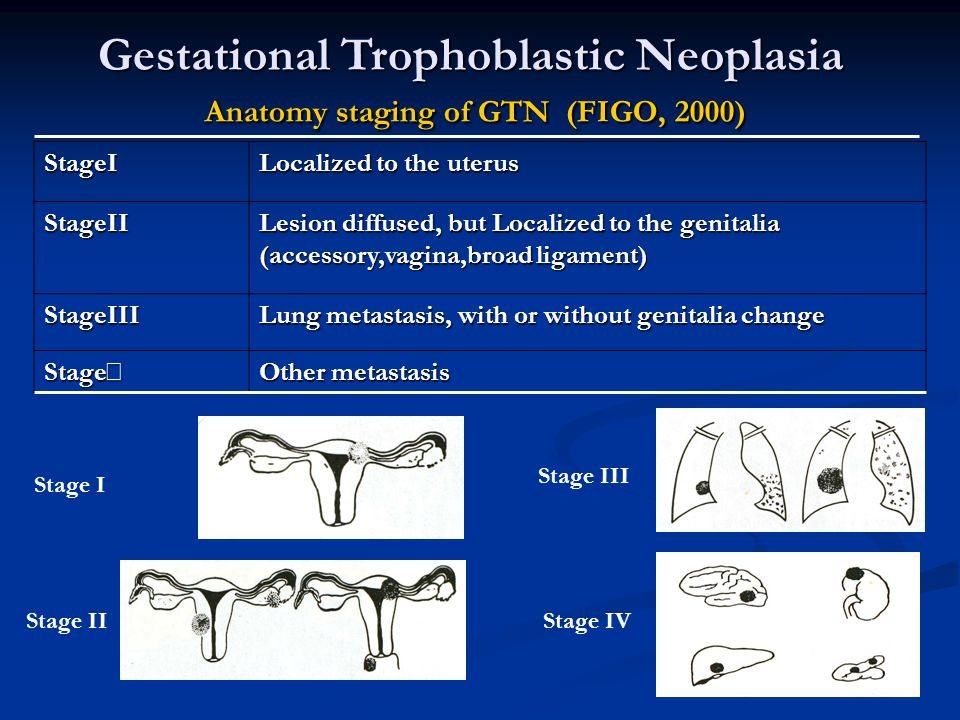 Gestational Trophoblastic Neoplasia
Anatomy staging of GTN (FIGO, 2000)
StageI Localized to the uterus
StageII Lesion diffused, but Localized to the genitalia
(accessory,vagina,broad ligament)
StageIII Lung metastasis, with or without genitalia change
Stage□ Other metastasis
Stage I
Stage III
Stage II
Stage IV